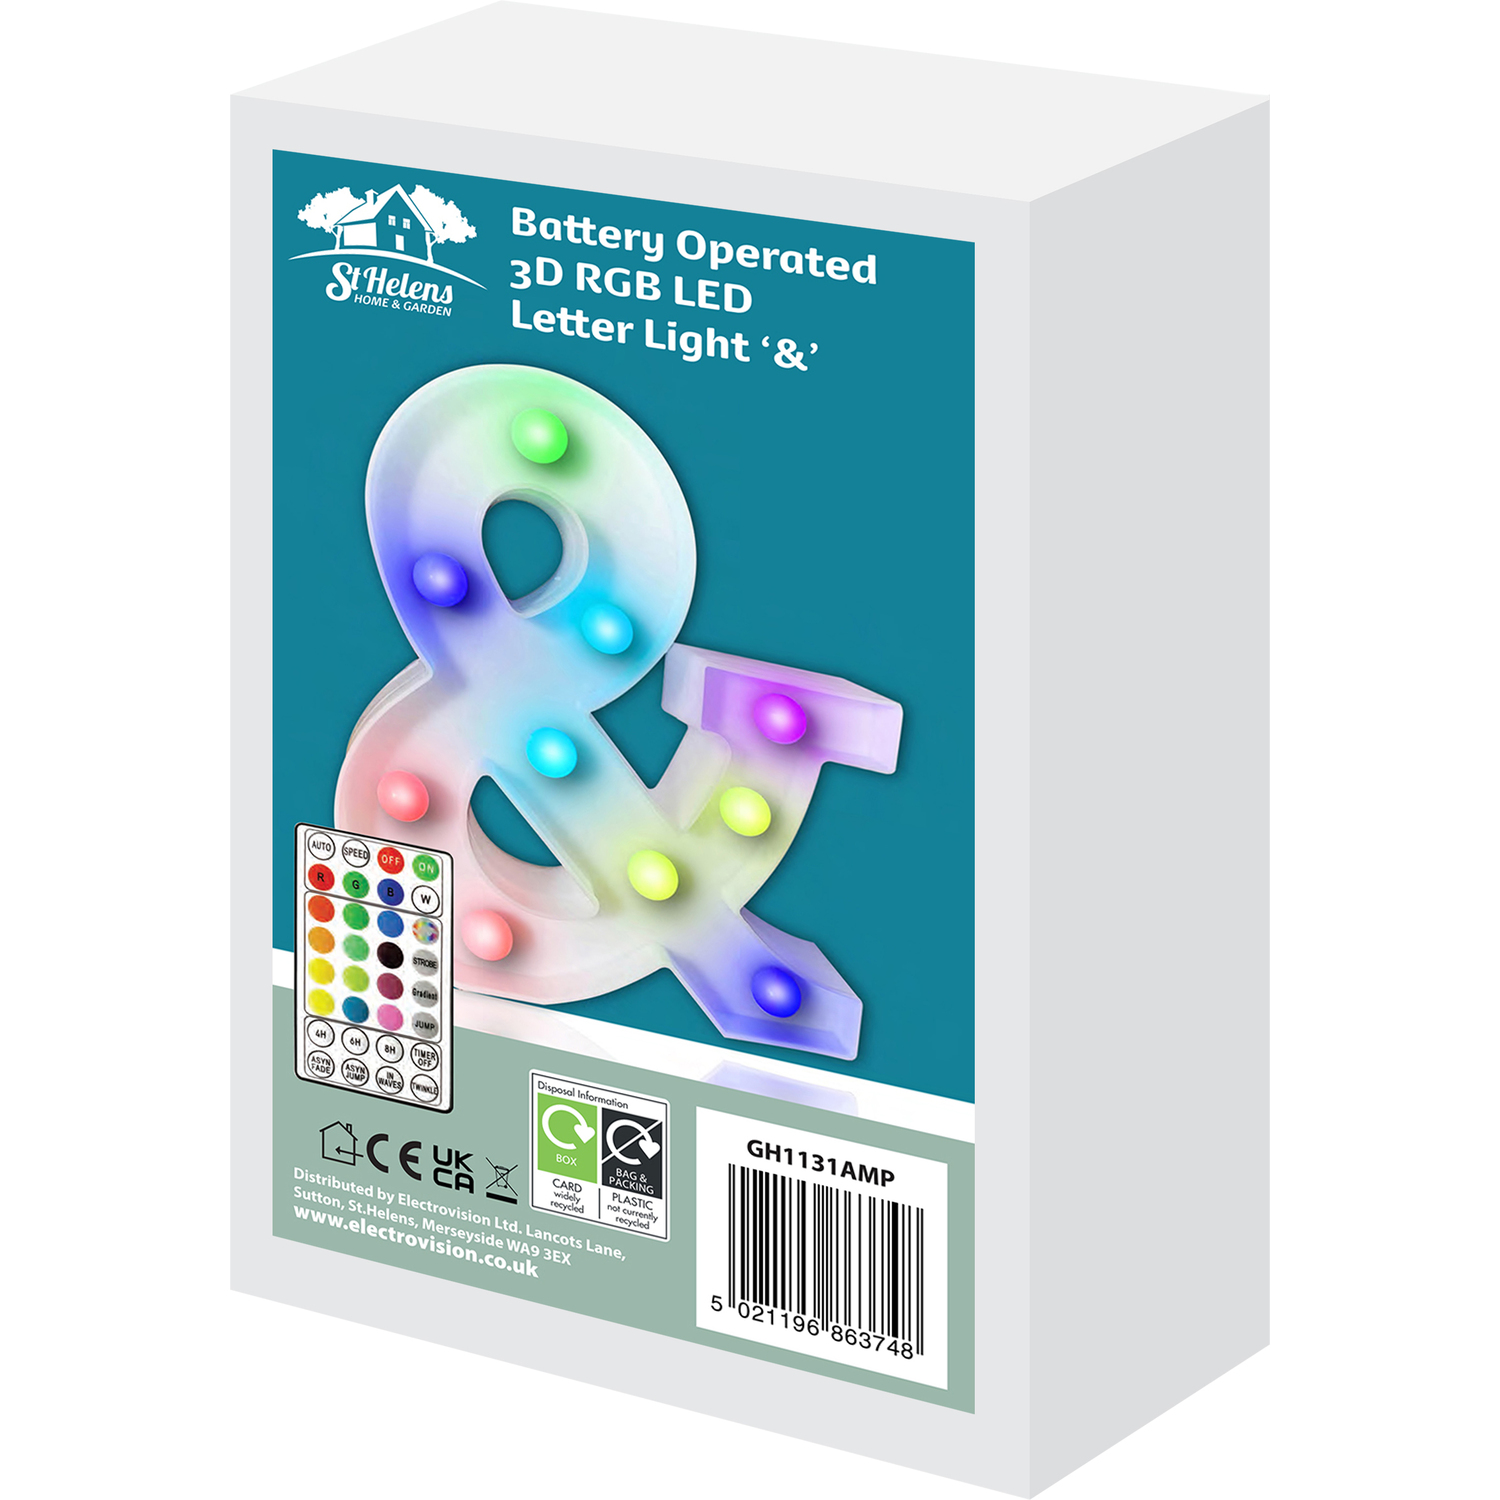 St Helens
HOME & GARDEN
Battery Operated
3D RGB LED
Letter Light ‘&’
AUTO SPEED OFF ON
R G B W
STROBE
Gradient
JUMP
4H 6H 8H TIMER OFF
ASYN FADE ASYN JUMP IN WAVES TWINKLE
CE UK CA
Distributed by Electrovision Ltd. Lancots Lane,
Sutton, St.Helens, Merseyside WA9 3EX
www.electrovision.co.uk
Disposal Information
BOX
CARD
widely
recycled
BAG &
PACKING
PLASTIC
not currently
recycled
GH1131AMP
5 021196 863748